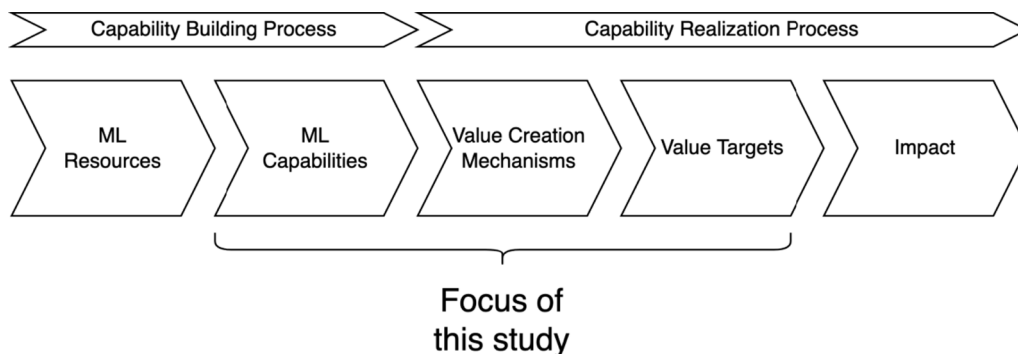 Capability Building Process
Capability Realization Process
ML
Resources
ML
Capabilities
Value Creation
Mechanisms
Value Targets
Impact
Focus of
this study